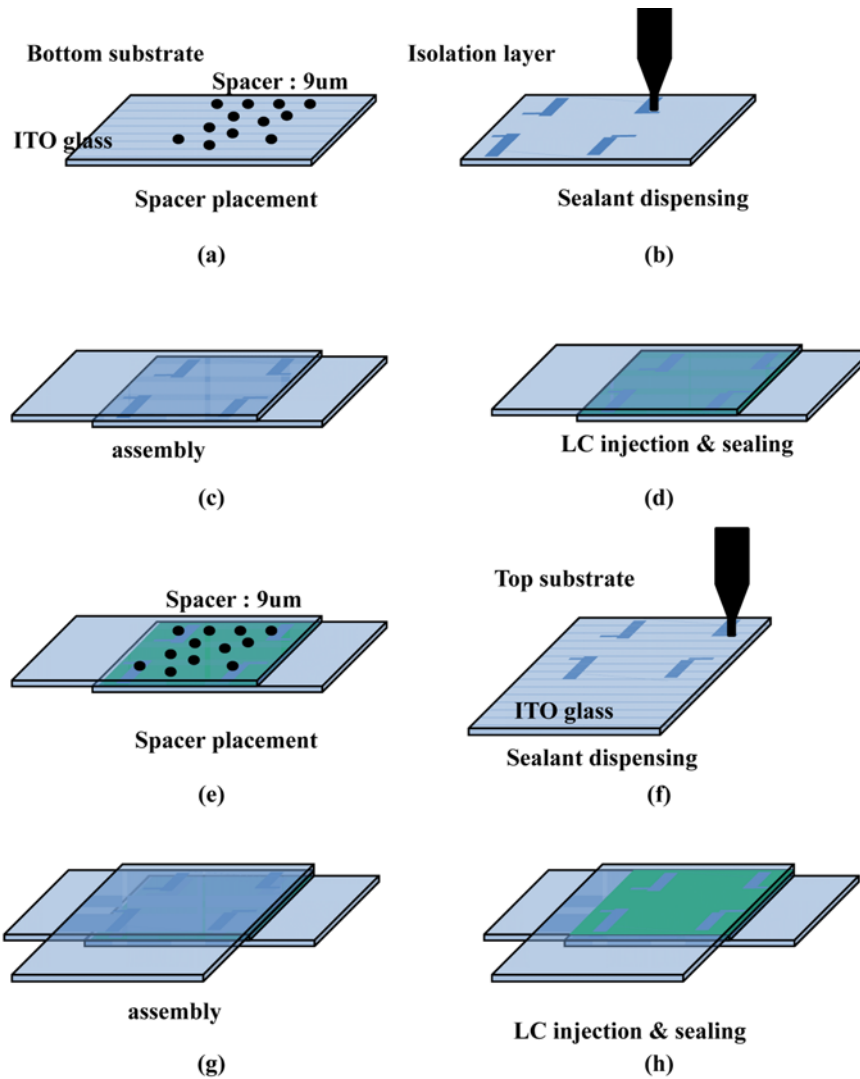 Bottom substrate
Spacer : 9um
ITO glass
Spacer placement
(a)
Isolation layer
Sealant dispensing
(b)
assembly
(c)
LC injection & sealing
(d)
Spacer : 9um
Spacer placement
(e)
Top substrate
ITO glass
Sealant dispensing
(f)
assembly
(g)
LC injection & sealing
(h)